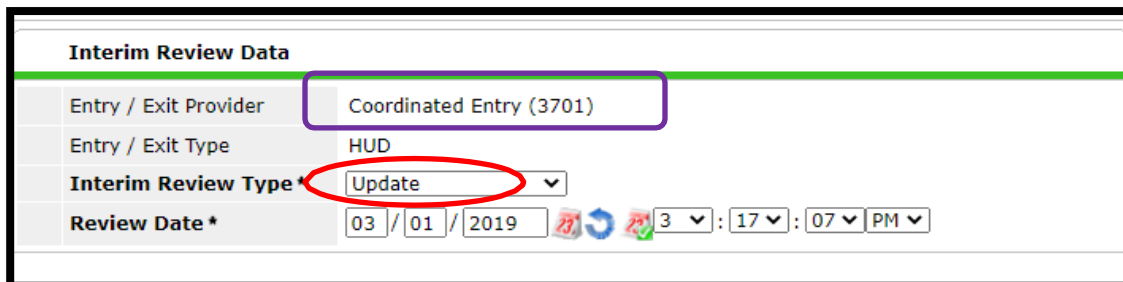 Interim Review Data
Entry / Exit Provider Coordinated Entry (3701)
Entry / Exit Type HUD
Interim Review Type * Update
Review Date * 03 / 01 / 2019 23 3 : 17 : 07 PM